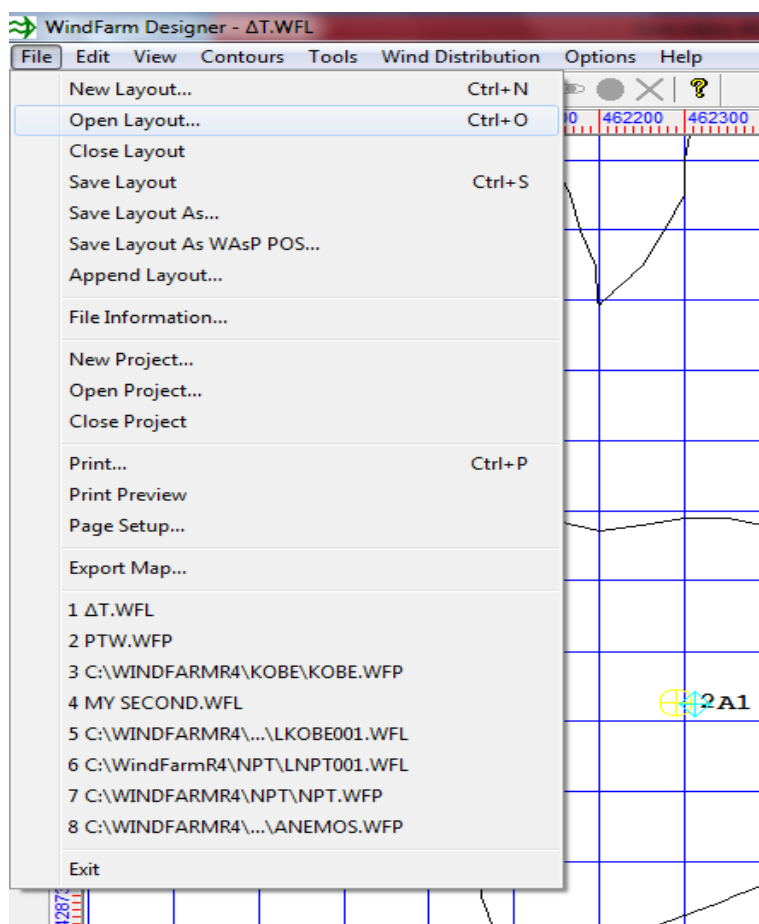 WindFarm Designer - ΔT.WFL
File Edit View Contours Tools Wind Distribution Options Help
New Layout... Ctrl+N
Open Layout... Ctrl+O
Close Layout
Save Layout Ctrl+S
Save Layout As...
Save Layout As WAsP POS...
Append Layout...
File Information...
New Project...
Open Project...
Close Project
Print... Ctrl+P
Print Preview
Page Setup...
Export Map...
1 ΔT.WFL
2 PTW.WFP
3 C:\WINDFARMR4\KOBE\KOBE.WFP
4 MY SECOND.WFL
5 C:\WINDFARMR4\...\LKOBE001.WFL
6 C:\WindFarmR4\NPT\LNPT001.WFL
7 C:\WINDFARMR4\NPT\NPT.WFP
8 C:\WINDFARMR4\...\ANEMOS.WFP
Exit
462200 462300
2A1